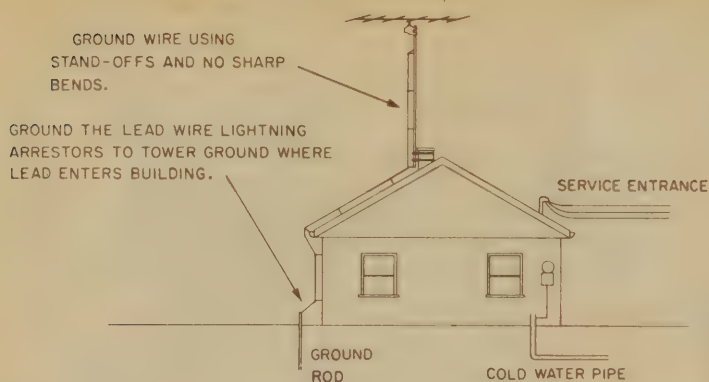 GROUND WIRE USING
STAND-OFFS AND NO SHARP
BENDS.
GROUND THE LEAD WIRE LIGHTNING
ARRESTORS TO TOWER GROUND WHERE
LEAD ENTERS BUILDING.
SERVICE ENTRANCE
GROUND
ROD
COLD WATER PIPE